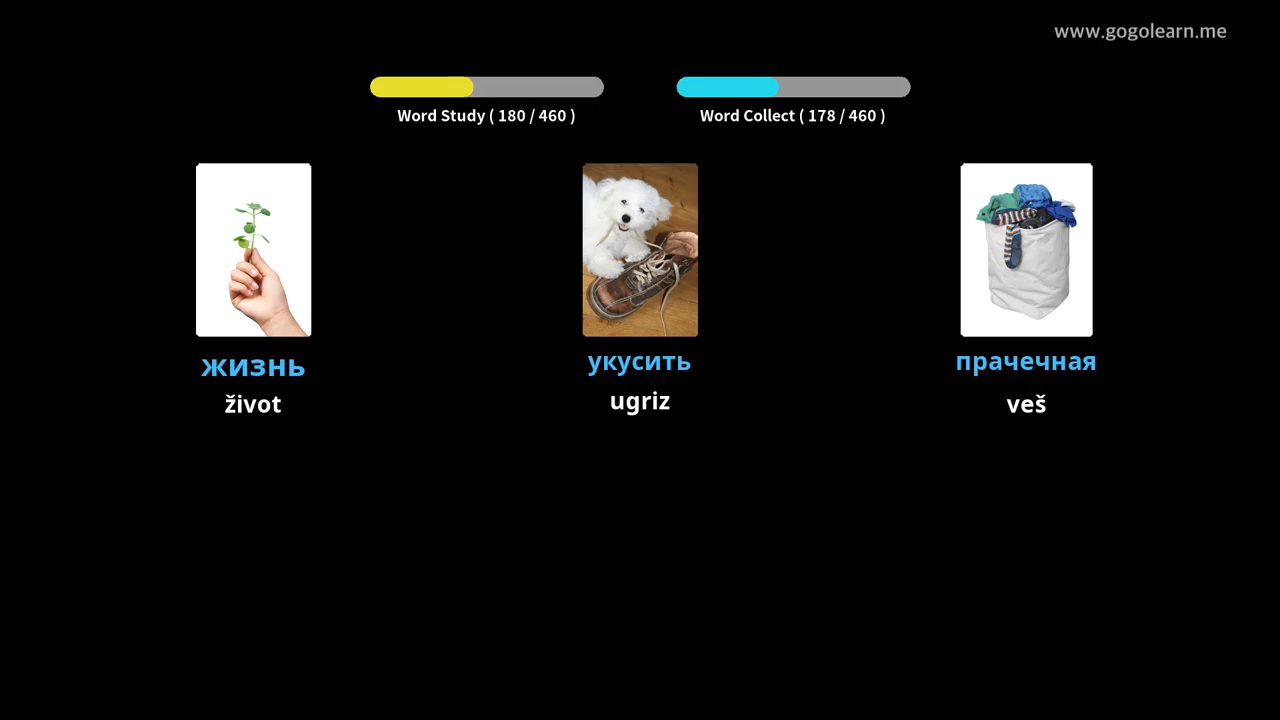 www.gogolearn.me
Word Study ( 180 / 460 )
Word Collect ( 178 / 460 )
жизнь
život
укусить
ugriz
прачечная
veš